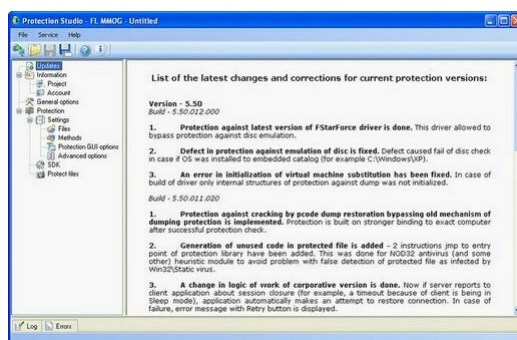 Protection Studio - FL MMOG - Untitled
File Service Help
Updates
Information
Project
Account
General options
Protection
Settings
Files
Methods
Protection GUI options
Advanced options
SDK
Protect files
List of the latest changes and corrections for current protection versions:
Version - 5.50
Build - 5.50.012.000
1. Protection against latest version of FStarForce driver is done. This driver allowed to
bypass protection against disc emulation.
2. Defect in protection against emulation of disc is fixed. Defect caused fail of disc check
in case if OS was installed to embedded catalog (for example C:\Windows\XP).
3. An error in initialization of virtual machine substitution has been fixed. In case of
build of driver only internal structures of protection against dump was not initialized.
Build - 5.50.011.020
1. Protection against cracking by pcode dump restoration bypassing old mechanism of
dumping protection is implemented. Protection is built on stronger binding to exact computer
after successful protection check.
2. Generation of unused code in protected file is added - 2 instructions jmp to entry
point of protection library have been added. This was done for NOD32 antivirus (and some
other) heuristic module to avoid problem with false detection of protected file as infected by
Win32\Static virus.
3. A change in logic of work of corporative version is done. Now if server reports to
client application about session closure (for example, a timeout because of client is being in
Sleep mode), application automatically makes an attempt to restore connection. In case of
failure, error message with Retry button is displayed.
Log Errors